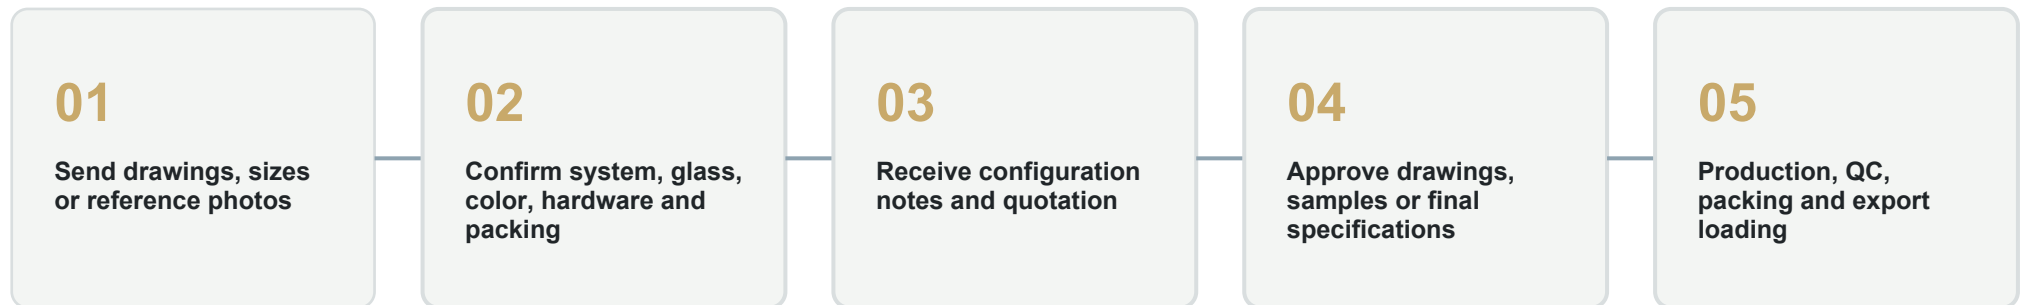 01
Send drawings, sizes
or reference photos
02
Confirm system, glass,
color, hardware and
packing
03
Receive configuration
notes and quotation
04
Approve drawings,
samples or final
specifications
05
Production, QC,
packing and export
loading